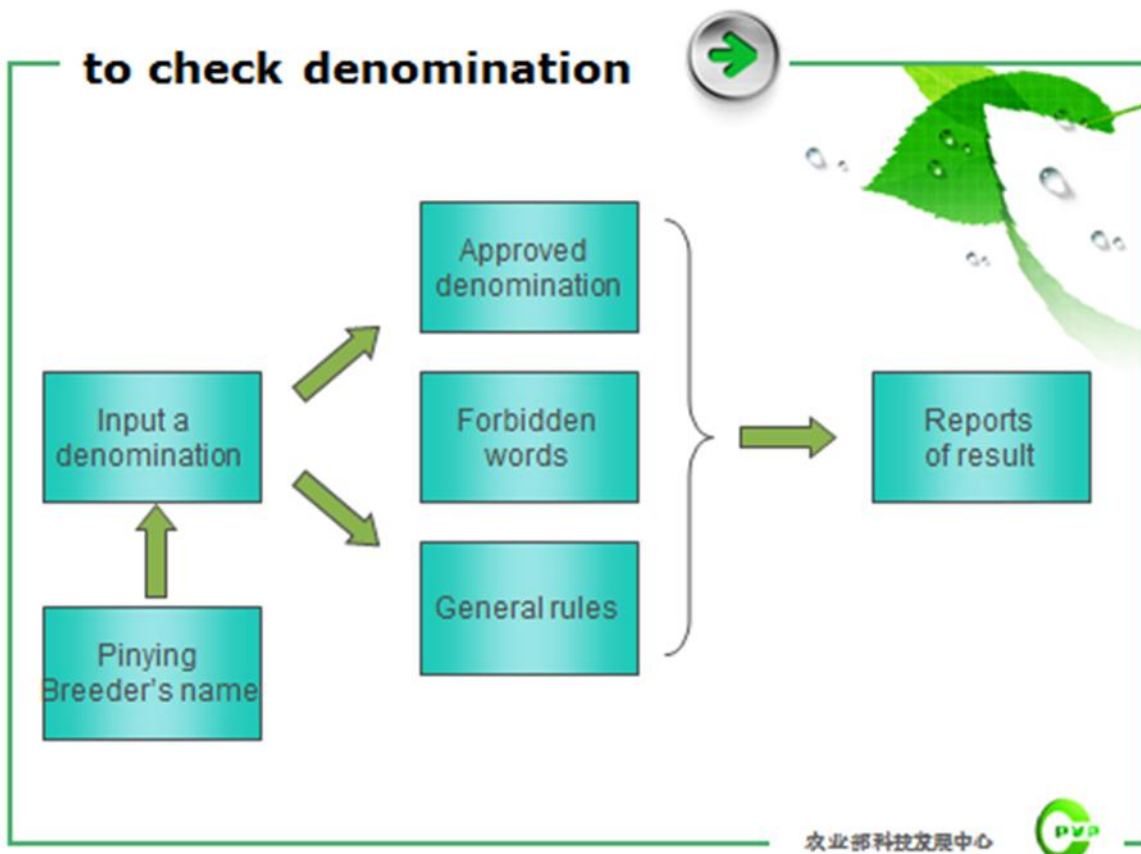 to check denomination
Approved
denomination
Input a
denomination
Forbidden
words
Reports
of result
General rules
Pinying
Breeder's name
农业部科技发展中心
PVP